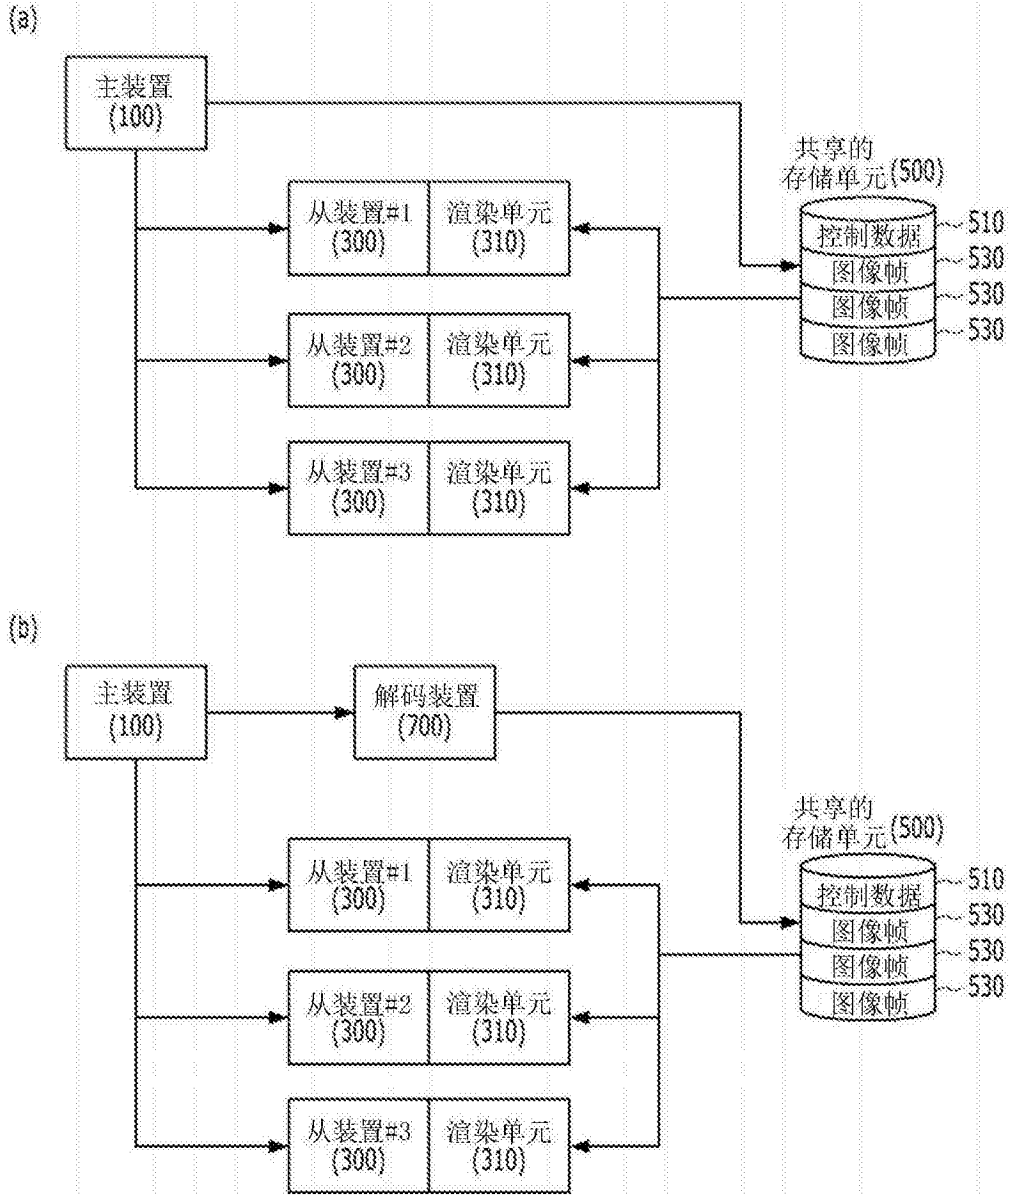 (a)
主装置
(100)
共享的
存储单元(500)
从装置#1
(300)
渲染单元
(310)
控制数据
510
图像帧
530
图像帧
530
图像帧
530
从装置#2
(300)
渲染单元
(310)
从装置#3
(300)
渲染单元
(310)
(b)
主装置
(100)
解码装置
(700)
共享的
存储单元(500)
从装置#1
(300)
渲染单元
(310)
控制数据
510
图像帧
530
图像帧
530
图像帧
530
从装置#2
(300)
渲染单元
(310)
从装置#3
(300)
渲染单元
(310)